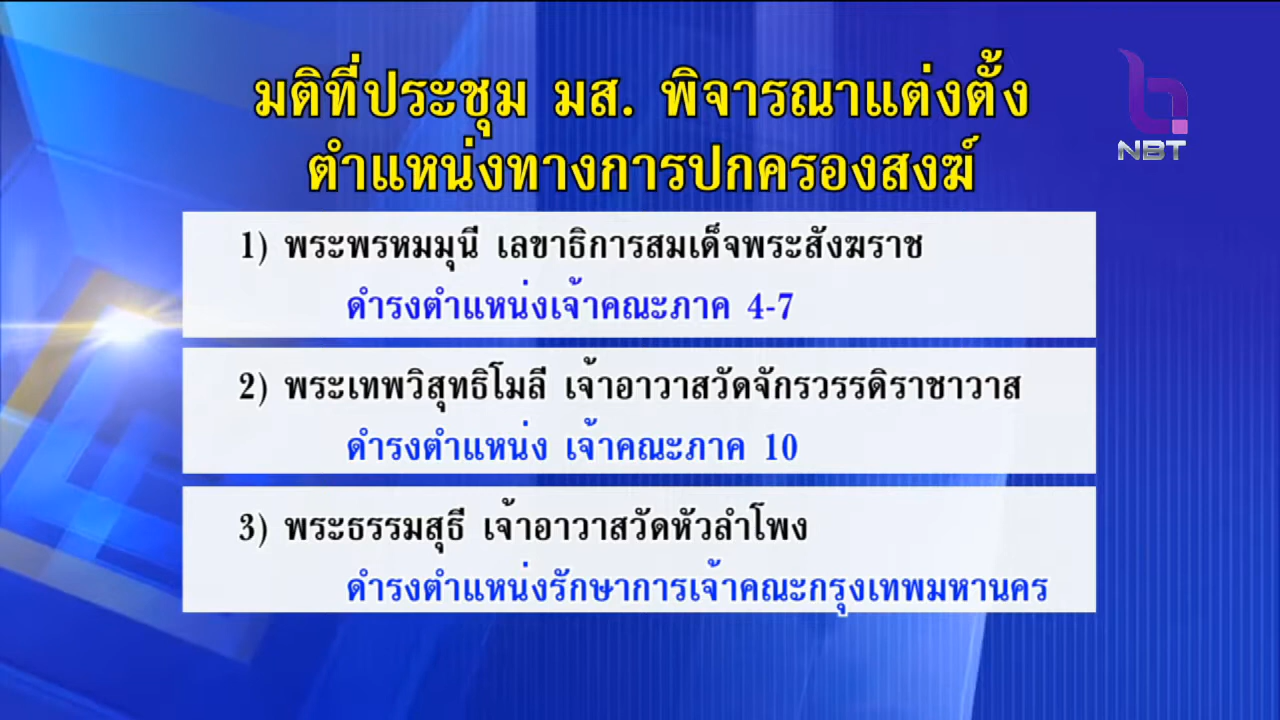 มติที่ประชุม มส. พิจารณาแต่งตั้ง
ตำแหน่งทางการปกครองสงฆ์
NBT
1) พระพรหมมุนี เลขาธิการสมเด็จพระสังฆราช
ดำรงตำแหน่งเจ้าคณะภาค 4-7
2) พระเทพวิสุทธิโมลี เจ้าอาวาสวัดจักรวรรดิราชาวาส
ดำรงตำแหน่ง เจ้าคณะภาค 10
3) พระธรรมสุธี เจ้าอาวาสวัดหัวลำโพง
ดำรงตำแหน่งรักษาการเจ้าคณะกรุงเทพมหานคร